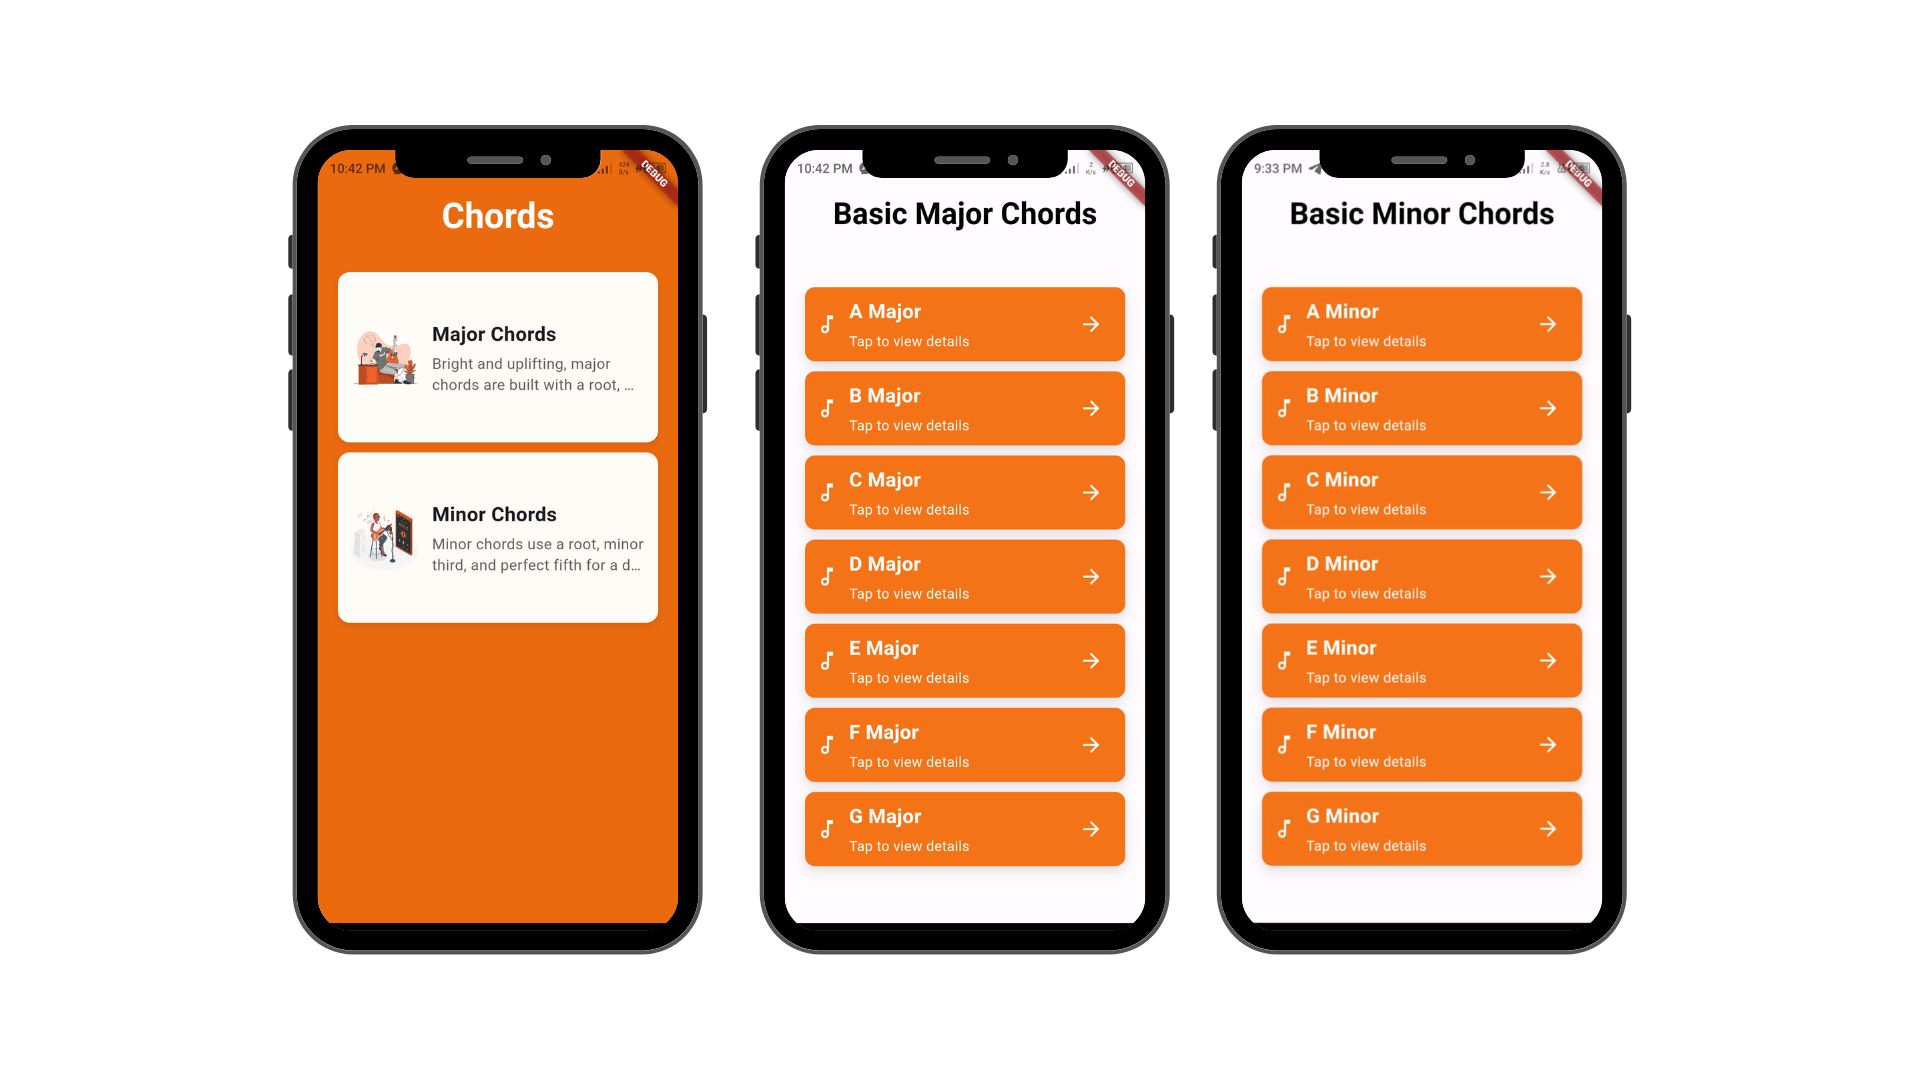 10:42 PM
424
B/s
DEBUG
Chords
Major Chords
Bright and uplifting, major
chords are built with a root, ...
Minor Chords
Minor chords use a root, minor
third, and perfect fifth for a d...
10:42 PM
2
K/s
DEBUG
Basic Major Chords
A Major
Tap to view details
B Major
Tap to view details
C Major
Tap to view details
D Major
Tap to view details
E Major
Tap to view details
F Major
Tap to view details
G Major
Tap to view details
9:33 PM
2.8
K/s
DEBUG
Basic Minor Chords
A Minor
Tap to view details
B Minor
Tap to view details
C Minor
Tap to view details
D Minor
Tap to view details
E Minor
Tap to view details
F Minor
Tap to view details
G Minor
Tap to view details